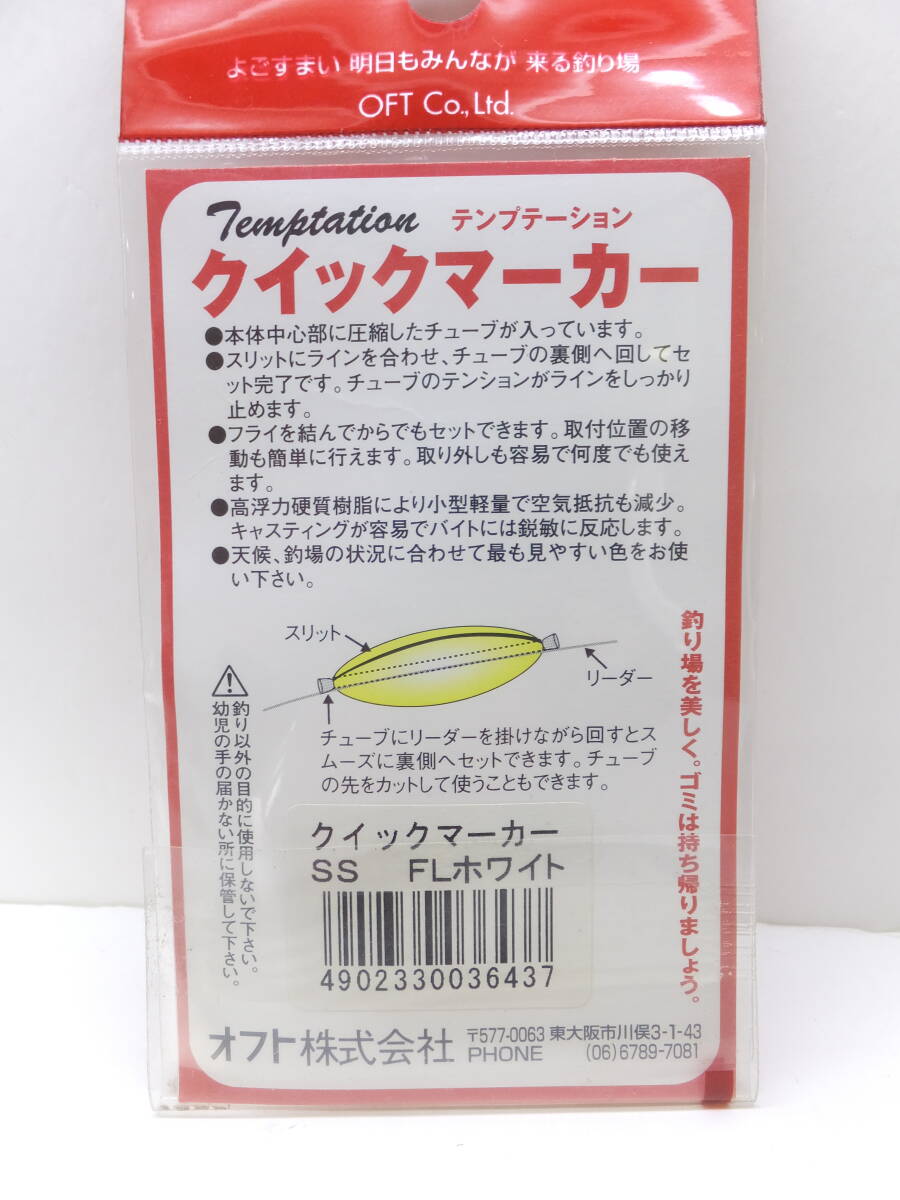 よごすまい 明日もみんなが 来る釣り場
OFT Co., Ltd.
Temptation テンプテーション
クイックマーカー
●本体中心部に圧縮したチューブが入っています。
●スリットにラインを合わせ、チューブの裏側へ回してセ
ット完了です。チューブのテンションがラインをしっかり
止めます。
●フライを結んでからでもセットできます。取付位置の移
動も簡単に行えます。取り外しも容易で何度でも使え
ます。
●高浮力硬質樹脂により小型軽量で空気抵抗も減少。
キャスティングが容易でバイトには鋭敏に反応します。
●天候、釣場の状況に合わせて最も見やすい色をお使
い下さい。
スリット
リーダー
チューブにリーダーを掛けながら回すとス
ムーズに裏側へセットできます。チューブ
の先をカットして使うこともできます。
釣り以外の目的に使用しないで下さい。
幼児の手の届かない所に保管して下さい。
釣り場を美しく。ゴミは持ち帰りましょう。
クイックマーカー
SS FLホワイト
4902330036437
オフト株式会社
〒577-0063 東大阪市川俣3-1-43
PHONE (06)6789-7081